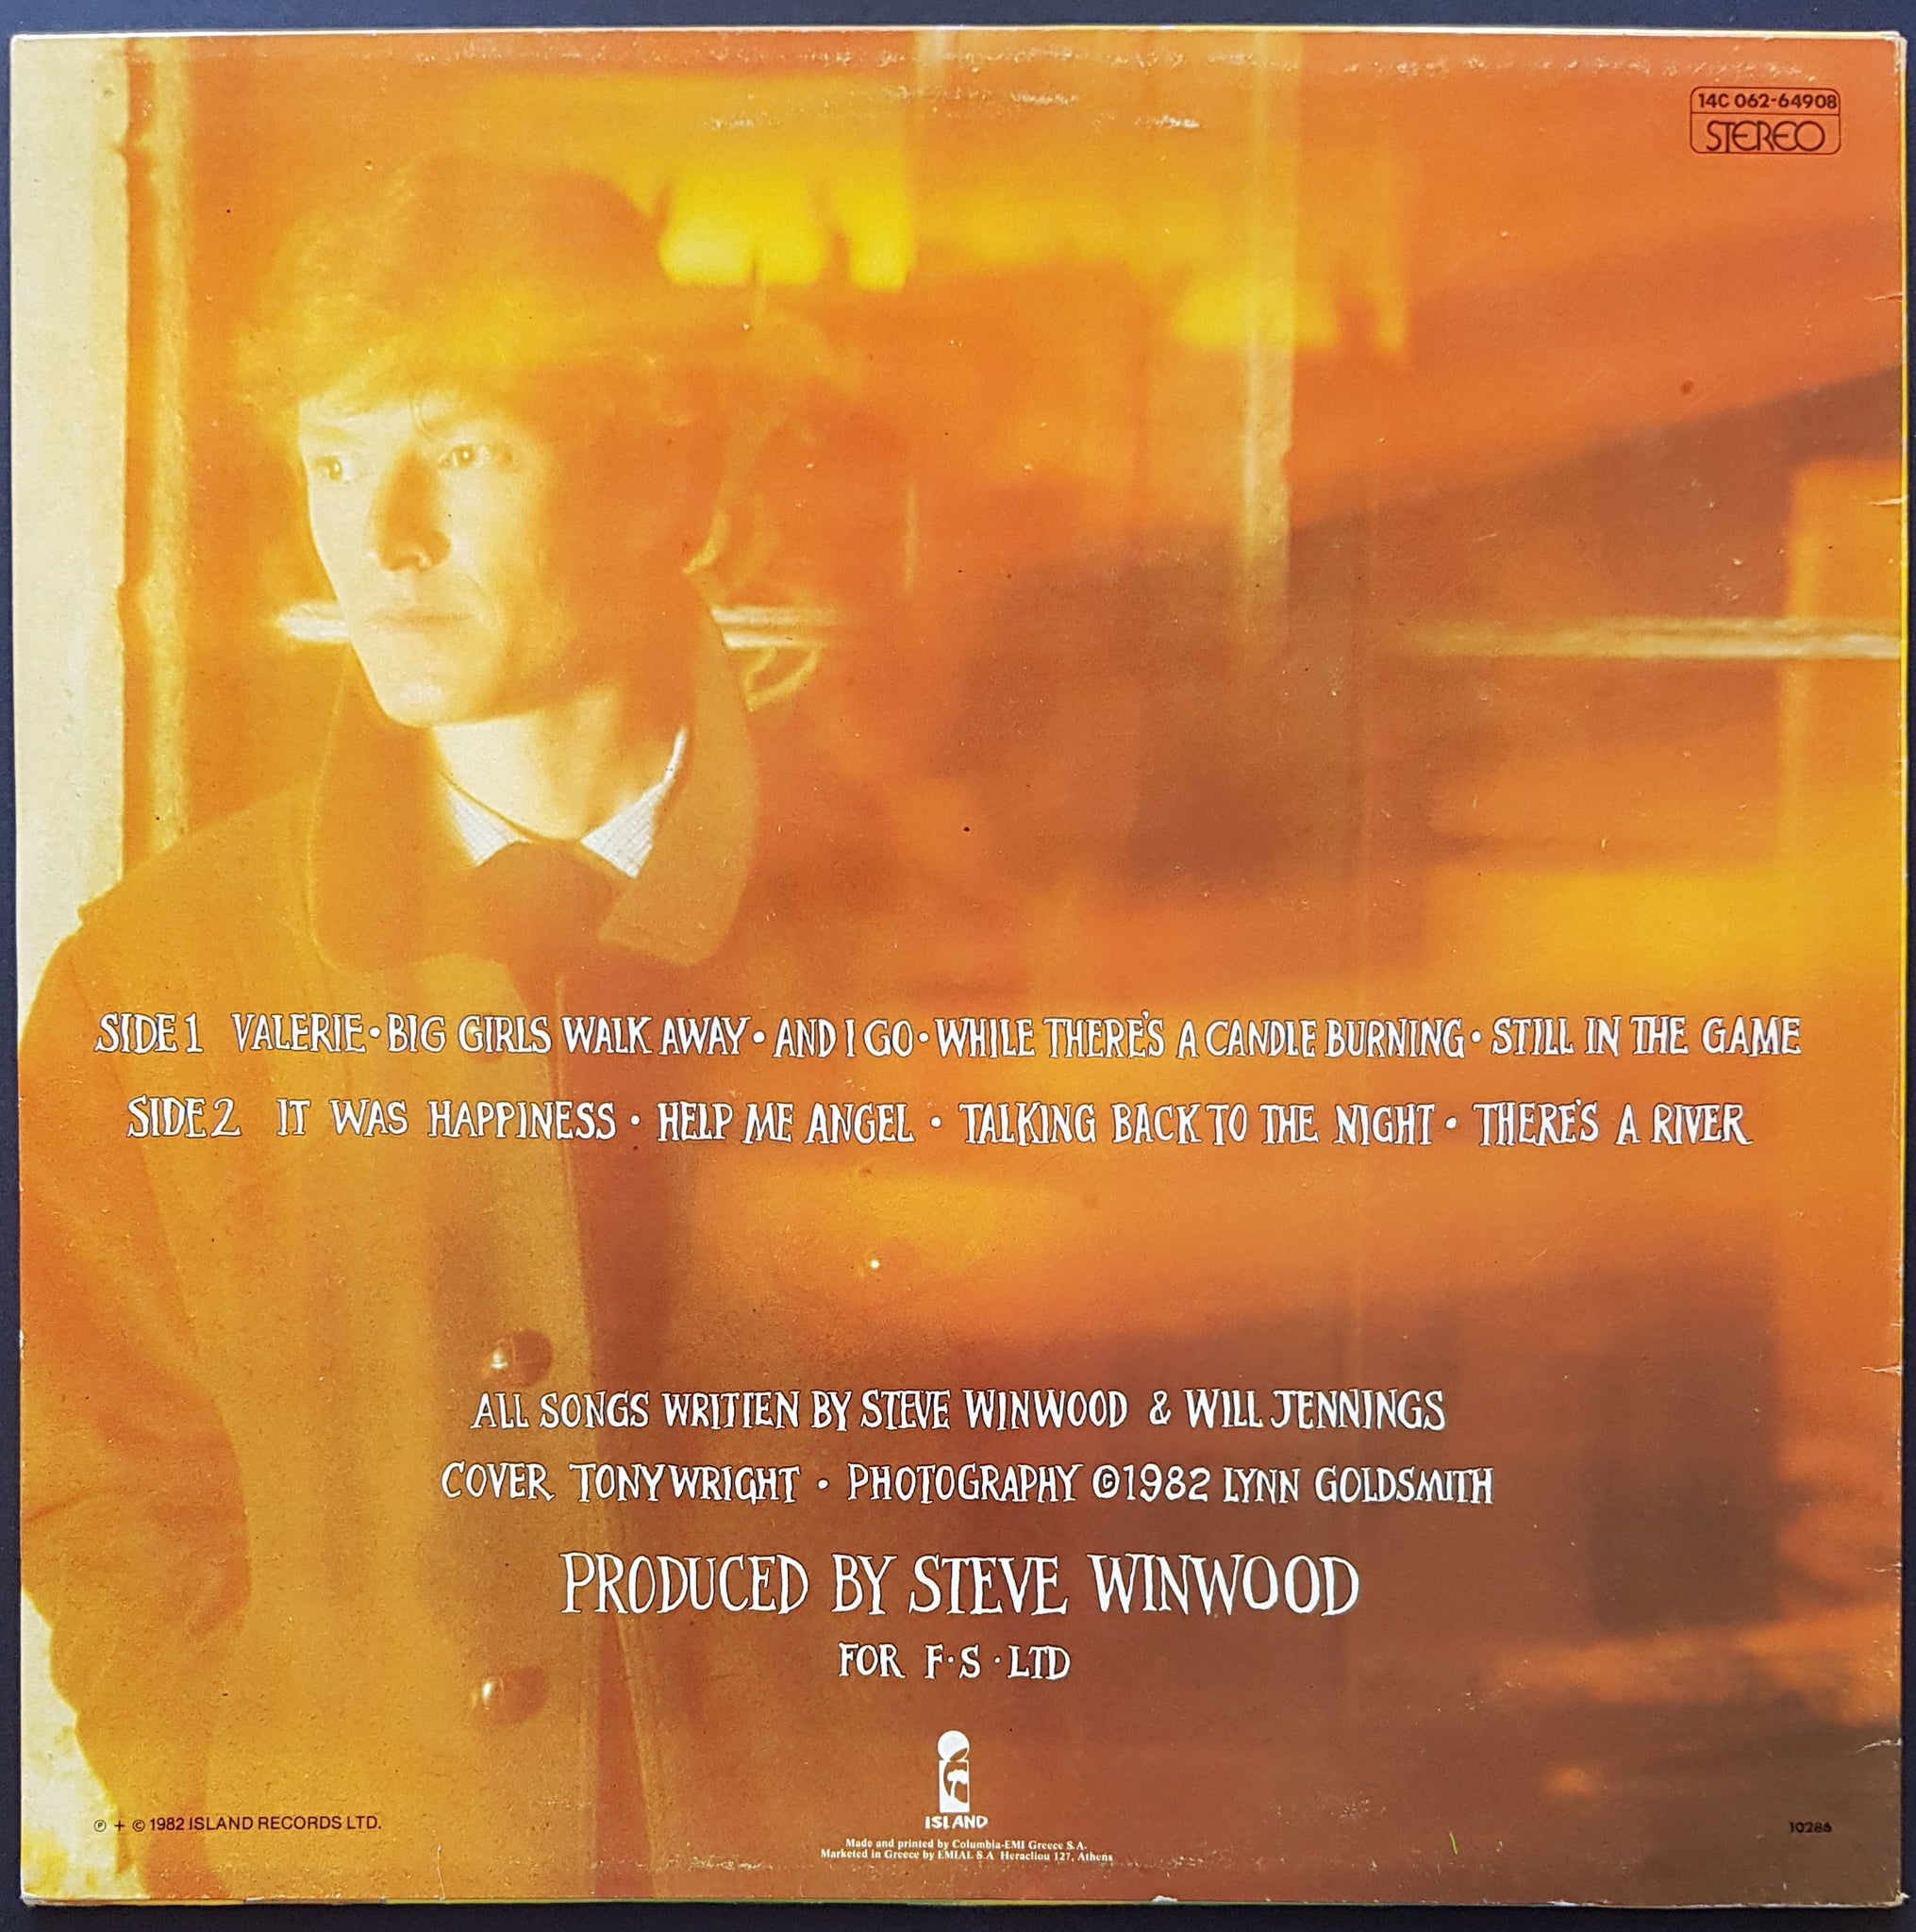 14C 062-64908
STEREO
SIDE 1 VALERIE • BIG GIRLS WALK AWAY • AND I GO • WHILE THERE'S A CANDLE BURNING • STILL IN THE GAME
SIDE 2 IT WAS HAPPINESS • HELP ME ANGEL • TALKING BACK TO THE NIGHT • THERE'S A RIVER
ALL SONGS WRITTEN BY STEVE WINWOOD & WILL JENNINGS
COVER TONY WRIGHT • PHOTOGRAPHY ©1982 LYNN GOLDSMITH
PRODUCED BY STEVE WINWOOD
FOR F·S·LTD
ISLAND
℗ + © 1982 ISLAND RECORDS LTD.
10286
Made and printed by Columbia-EMI Greece S.A.
Marketed in Greece by EMIAL S.A Heracliou 127, Athens